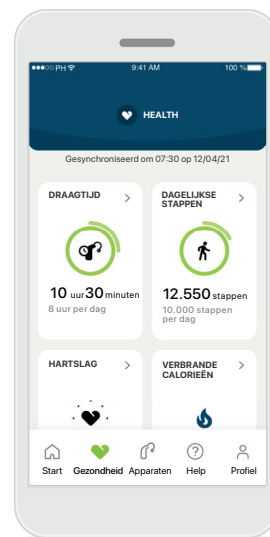 ●●●○○ PH 9:41 AM 100 %
HEALTH
Gesynchroniseerd om 07:30 op 12/04/21
DRAAGTIJD
10 uur 30 minuten
8 uur per dag
DAGELIJKSE
STAPPEN
12.550 stappen
10.000 stappen
per dag
HARTSLAG
VERBRANDE
CALORIEËN
Start Gezondheid Apparaten Help Profiel